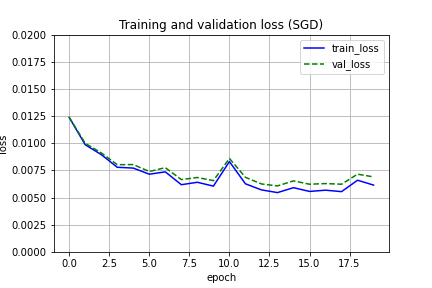 Training and validation loss (SGD)
train_loss
val_loss
0.0200
0.0175
0.0150
0.0125
0.0100
0.0075
0.0050
0.0025
0.0000
loss
0.0 2.5 5.0 7.5 10.0 12.5 15.0 17.5
epoch